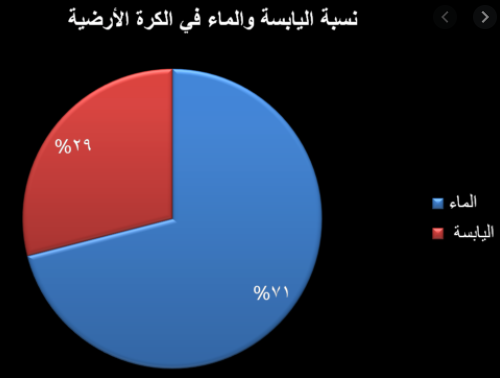 نسبة اليابسة والماء في الكرة الأرضية
%٢٩
%٧١
الماء
اليابسة